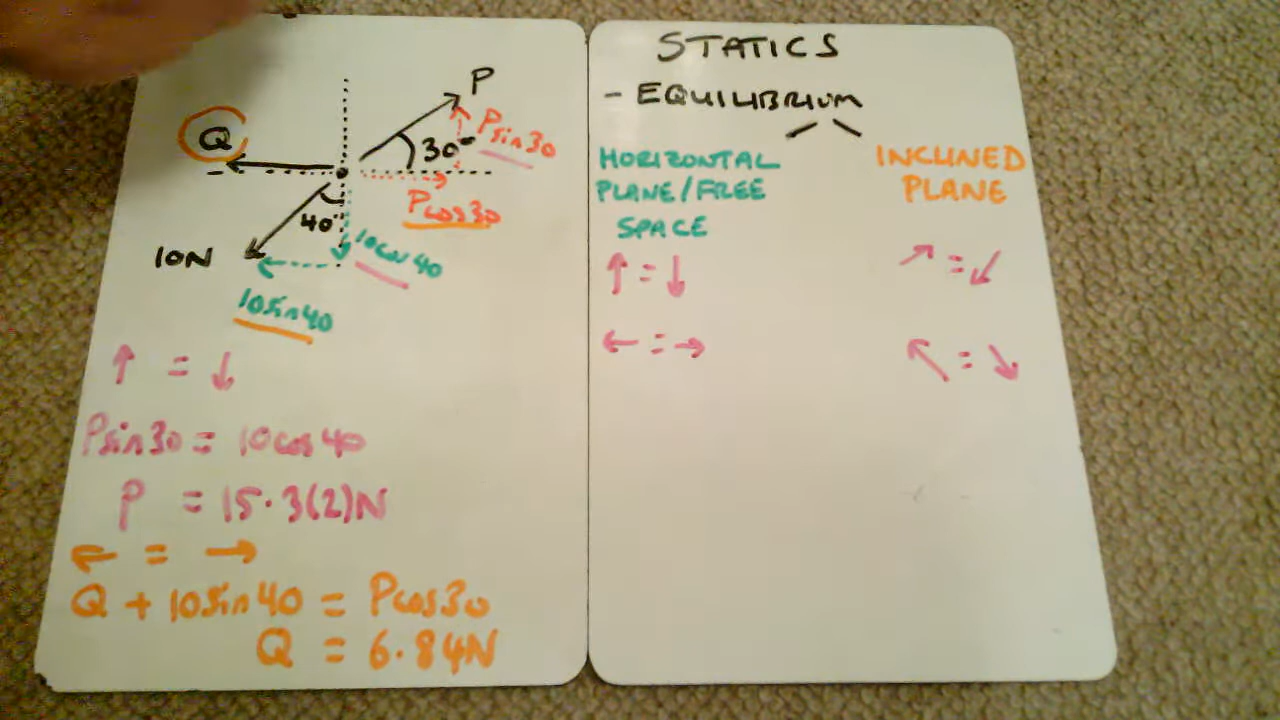 P
Q
30°
Psin30
Pcos30
40°
10N
10cos40
10sin40
↑ = ↓
Psin30 = 10cos40
P = 15.3(2)N
← = →
Q + 10sin40 = Pcos30
Q = 6.84N
STATICS
- EQUILIBRIUM
HORIZONTAL
PLANE/FREE
SPACE
↑ = ↓
← = →
INCLINED
PLANE
↗ = ↙
↖ = ↘